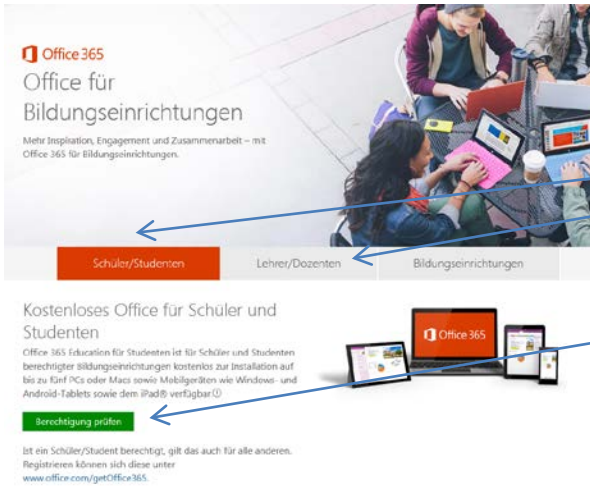 Office 365
Office für
Bildungseinrichtungen
Mehr Inspiration, Engagement und Zusammenarbeit – mit
Office 365 für Bildungseinrichtungen.
Schüler/Studenten
Lehrer/Dozenten
Bildungseinrichtungen
Kostenloses Office für Schüler und
Studenten
Office 365
Office 365 Education für Studenten ist für Schüler und Studenten
berechtigter Bildungseinrichtungen kostenlos zur Installation auf
bis zu fünf PCs oder Macs sowie Mobilgeräten wie Windows- und
Android-Tablets sowie dem iPad® verfügbar.①
Berechtigung prüfen
Ist ein Schüler/Student berechtigt, gilt das auch für alle anderen.
Registrieren können sich diese unter
www.office.com/getOffice365.